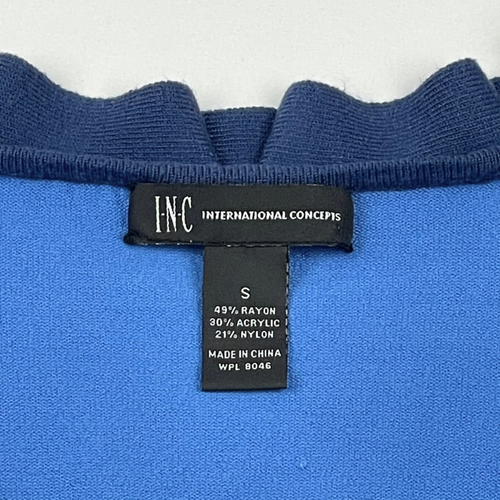 I·N·C INTERNATIONAL CONCEPTS
S
49% RAYON
30% ACRYLIC
21% NYLON
MADE IN CHINA
WPL 8046